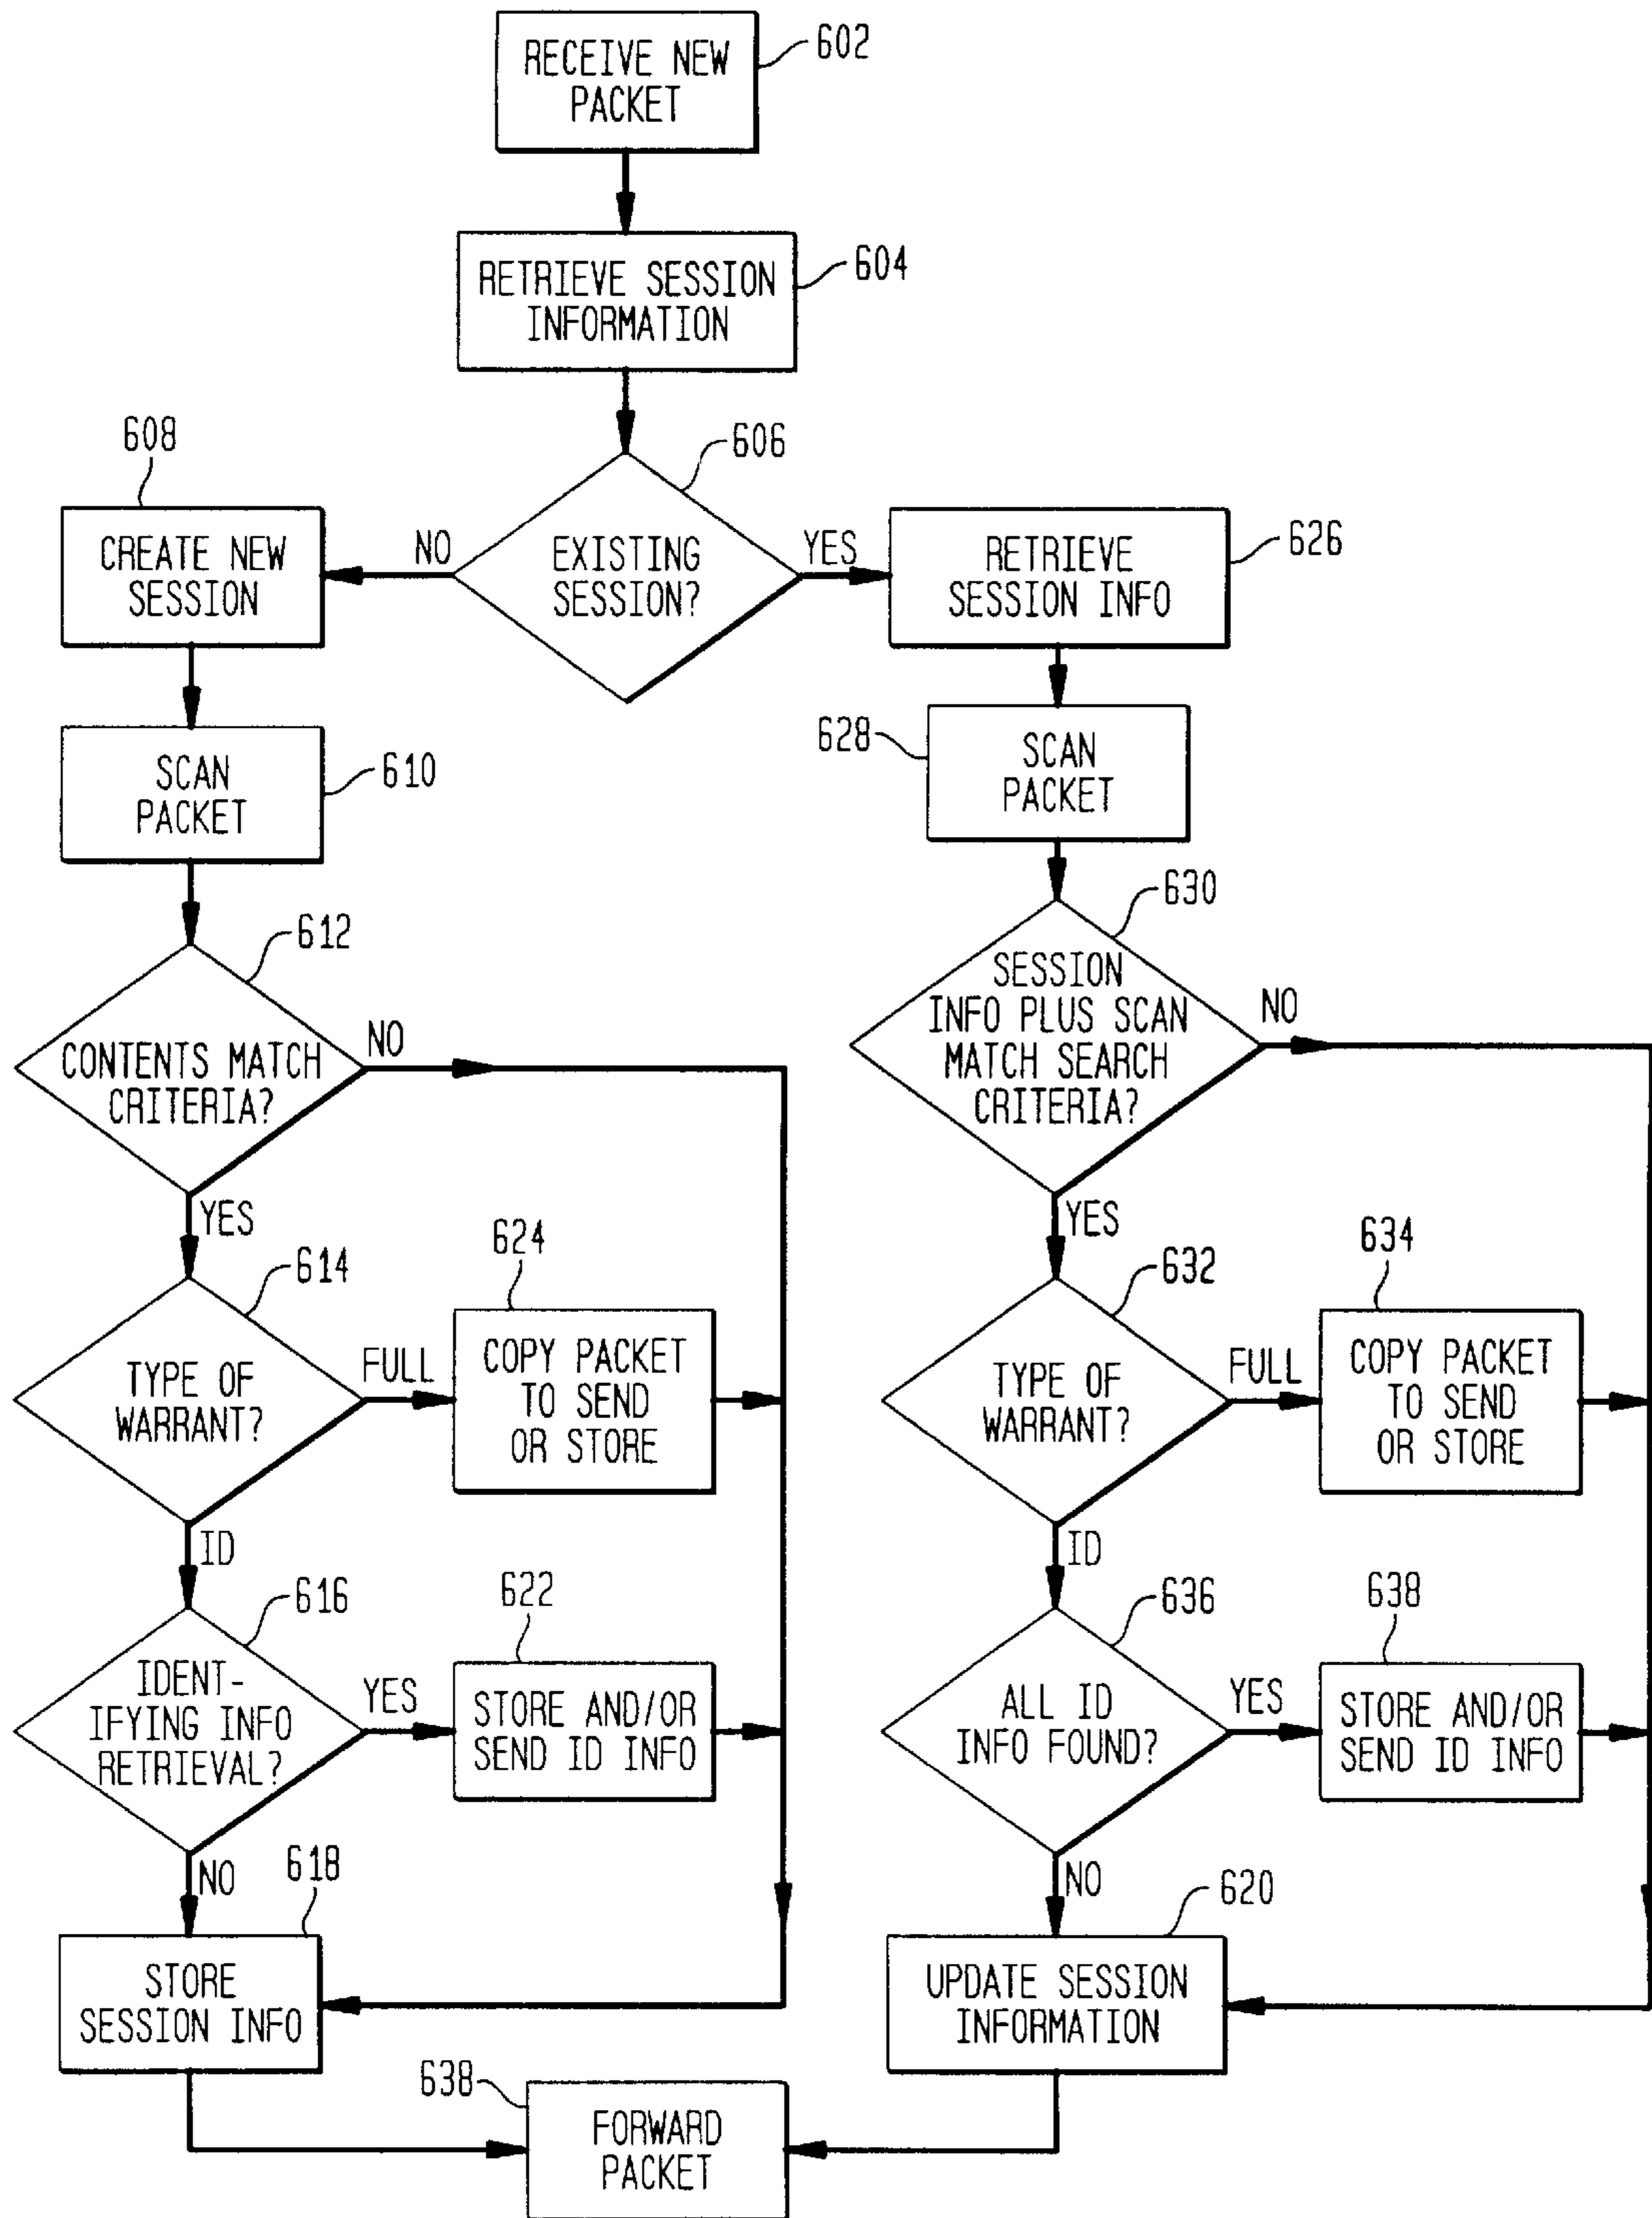 RECEIVE NEW
PACKET
602
RETRIEVE SESSION
INFORMATION
604
606
EXISTING
SESSION?
NO
YES
608
CREATE NEW
SESSION
RETRIEVE
SESSION INFO
626
SCAN
PACKET
610
628
SCAN
PACKET
612
CONTENTS MATCH
CRITERIA?
NO
YES
630
SESSION
INFO PLUS SCAN
MATCH SEARCH
CRITERIA?
NO
YES
614
TYPE OF
WARRANT?
FULL
ID
624
COPY PACKET
TO SEND
OR STORE
632
TYPE OF
WARRANT?
FULL
ID
634
COPY PACKET
TO SEND
OR STORE
616
IDENT-
IFYING INFO
RETRIEVAL?
YES
NO
622
STORE AND/OR
SEND ID INFO
636
ALL ID
INFO FOUND?
YES
NO
638
STORE AND/OR
SEND ID INFO
618
STORE
SESSION INFO
620
UPDATE SESSION
INFORMATION
638
FORWARD
PACKET